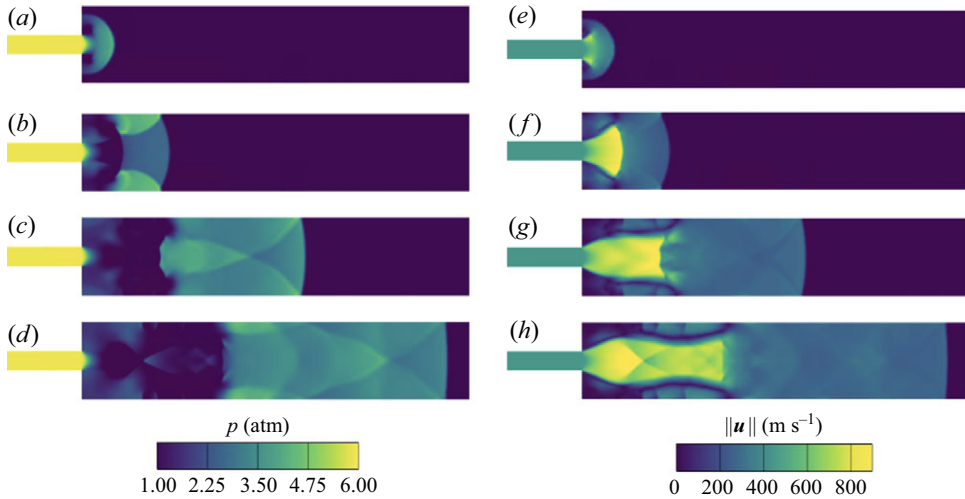 (a)
(e)
(b)
(f)
(c)
(g)
(d)
(h)
p (atm)
1.00 2.25 3.50 4.75 6.00
||u|| (m s⁻¹)
0 200 400 600 800